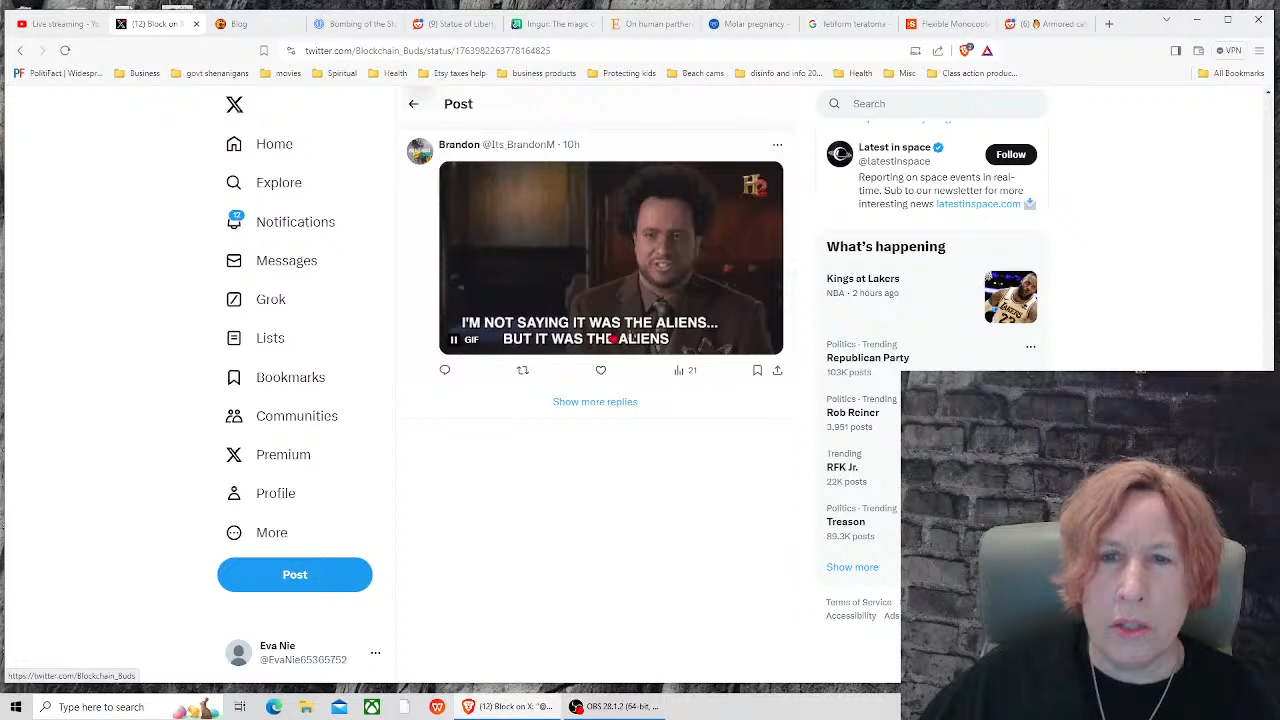 Live streaming - Y
(12) Block on X: "
Blog
Bombing of the St
(9) Statue of Libert
Imgur: The magic o
On human parthen
Molar pregnancy -
fetiform teratoma
Flexible Monocopt
(6) 🔥 Armored cat
twitter.com/Blockchain_Buds/status/1763982263778164825
VPN
PolitiFact | Widespr...
Business
govt shenanigans
movies
Spiritual
Health
Etsy taxes help
business products
Protecting kids
Beach cams
disinfo and info 20...
Health
Misc
Class action produc...
All Bookmarks
Home
Explore
12
Notifications
Messages
Grok
Lists
Bookmarks
Communities
Premium
Profile
More
Post
Eva Nie
@EvaNie65365752
https://twitter.com/Blockchain_Buds
Post
Brandon @Its_BrandonM · 10h
H2
I'M NOT SAYING IT WAS THE ALIENS...
BUT IT WAS THE ALIENS
GIF
21
Show more replies
Search
Latest in space
@latestinspace
Follow
Reporting on space events in real-
time. Sub to our newsletter for more
interesting news latestinspace.com
What's happening
Kings at Lakers
NBA · 2 hours ago
Politics · Trending
Republican Party
103K posts
Politics · Trending
Rob Reiner
3,951 posts
Trending
RFK Jr.
22K posts
Politics · Trending
Treason
89.3K posts
Show more
Terms of Service
Accessibility Ads
Type here to search
(12) Block on X: "@...
OBS 28.1.2 (64-bit, ...